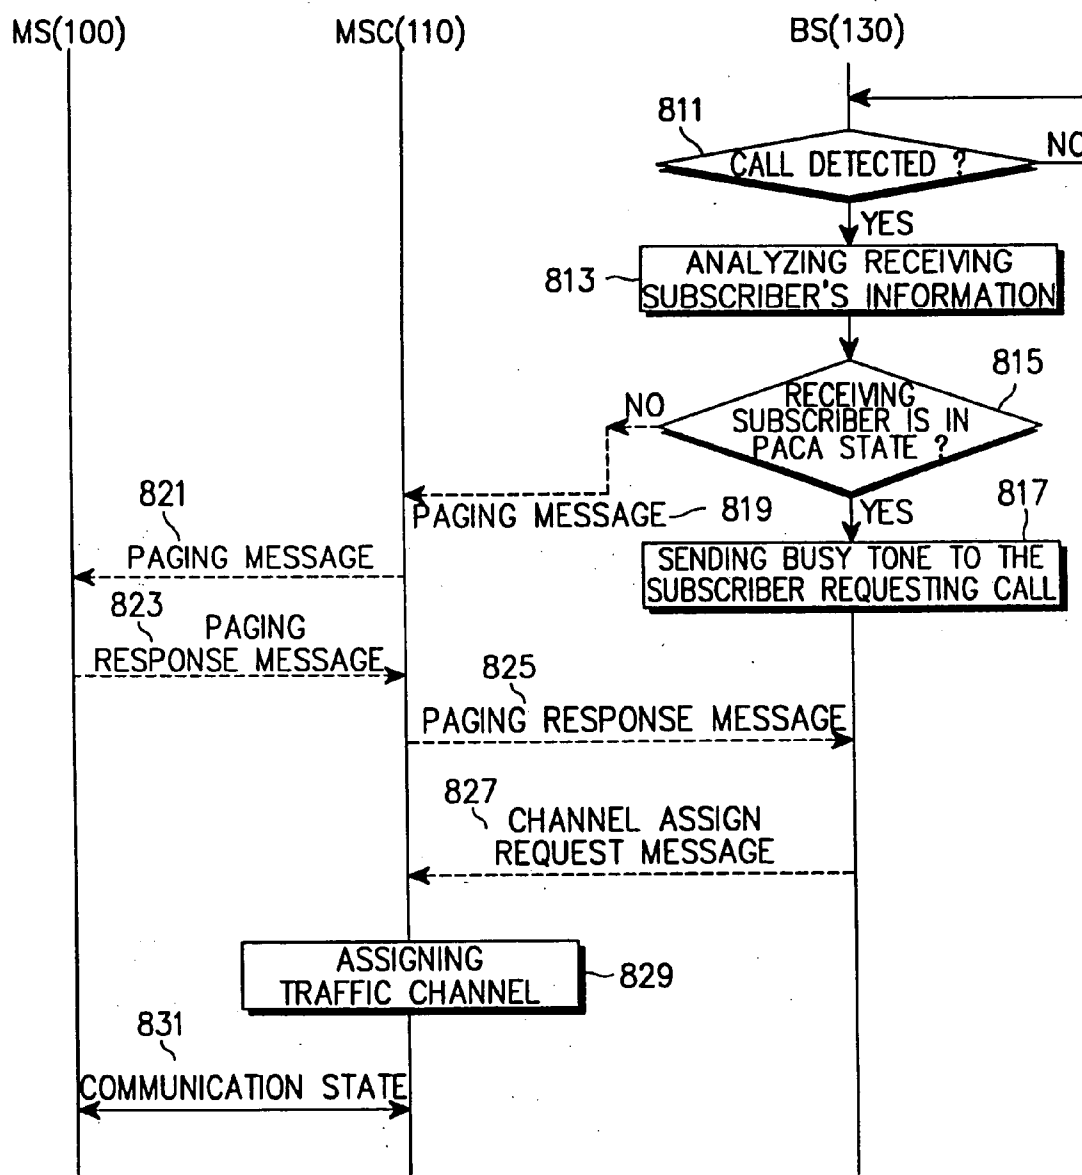 MS(100)
MSC(110)
BS(130)
811
CALL DETECTED ?
NO
YES
813
ANALYZING RECEIVING
SUBSCRIBER'S INFORMATION
815
RECEIVING
SUBSCRIBER IS IN
PACA STATE ?
NO
YES
817
SENDING BUSY TONE TO THE
SUBSCRIBER REQUESTING CALL
PAGING MESSAGE
819
821
PAGING MESSAGE
823
PAGING
RESPONSE MESSAGE
825
PAGING RESPONSE MESSAGE
827
CHANNEL ASSIGN
REQUEST MESSAGE
ASSIGNING
TRAFFIC CHANNEL
829
831
COMMUNICATION STATE